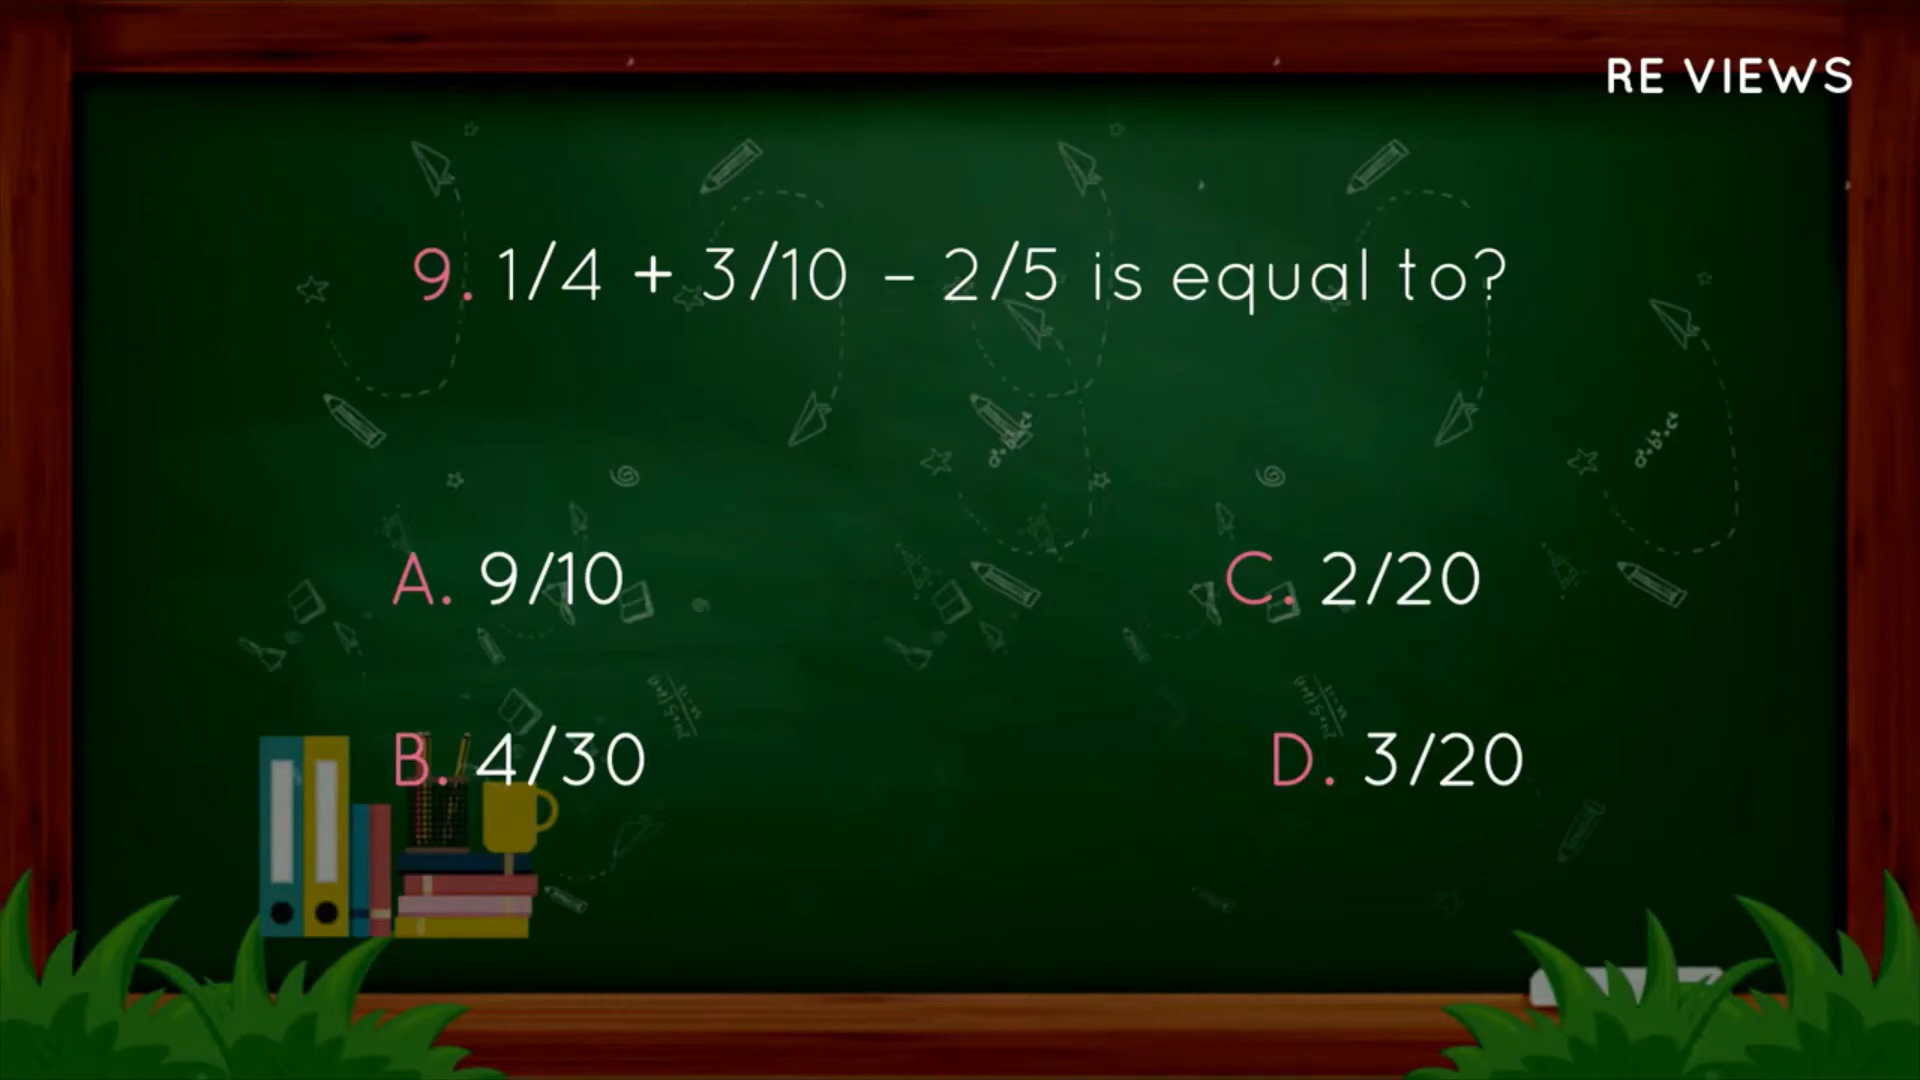 RE VIEWS
9. 1/4 + 3/10 – 2/5 is equal to?
A. 9/10
B. 4/30
C. 2/20
D. 3/20